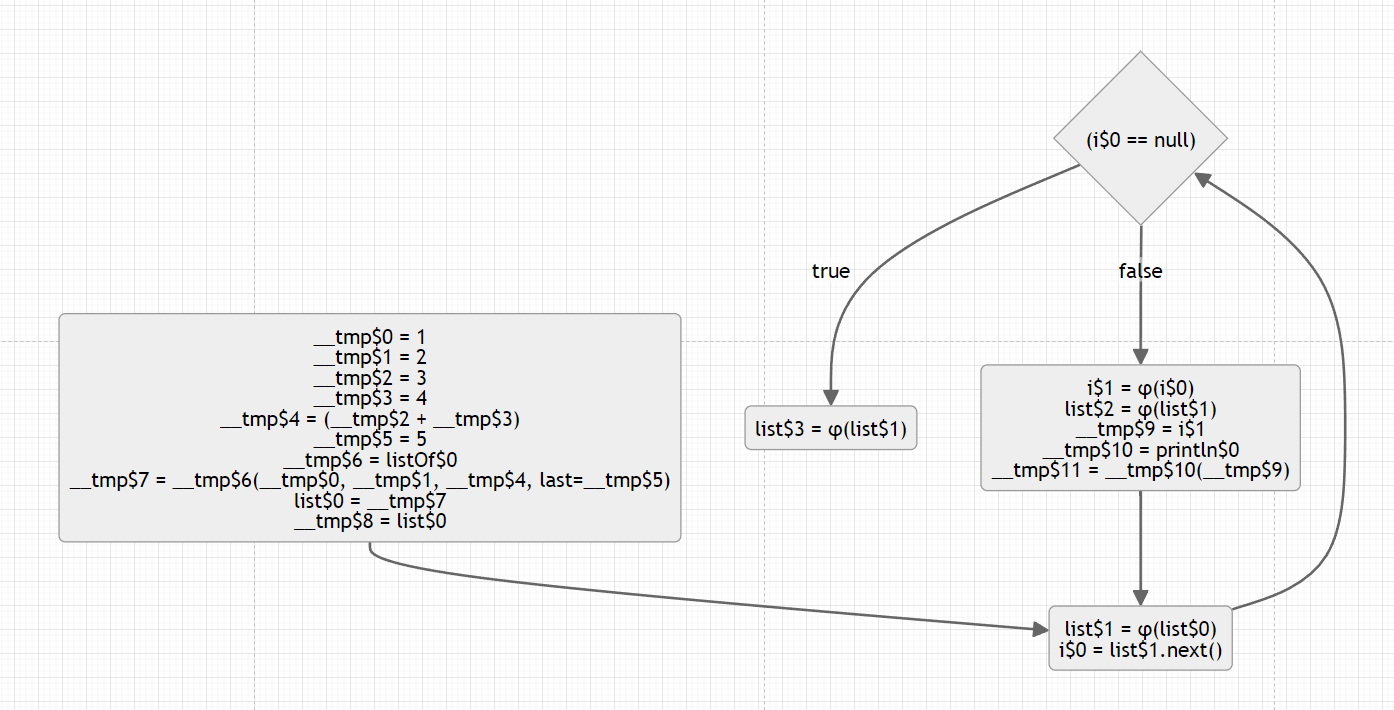 (i$0 == null)
true
false
__tmp$0 = 1
__tmp$1 = 2
__tmp$2 = 3
__tmp$3 = 4
__tmp$4 = (__tmp$2 + __tmp$3)
__tmp$5 = 5
__tmp$6 = listOf$0
__tmp$7 = __tmp$6(__tmp$0, __tmp$1, __tmp$4, last=__tmp$5)
list$0 = __tmp$7
__tmp$8 = list$0
list$3 = φ(list$1)
i$1 = φ(i$0)
list$2 = φ(list$1)
__tmp$9 = i$1
__tmp$10 = println$0
__tmp$11 = __tmp$10(__tmp$9)
list$1 = φ(list$0)
i$0 = list$1.next()